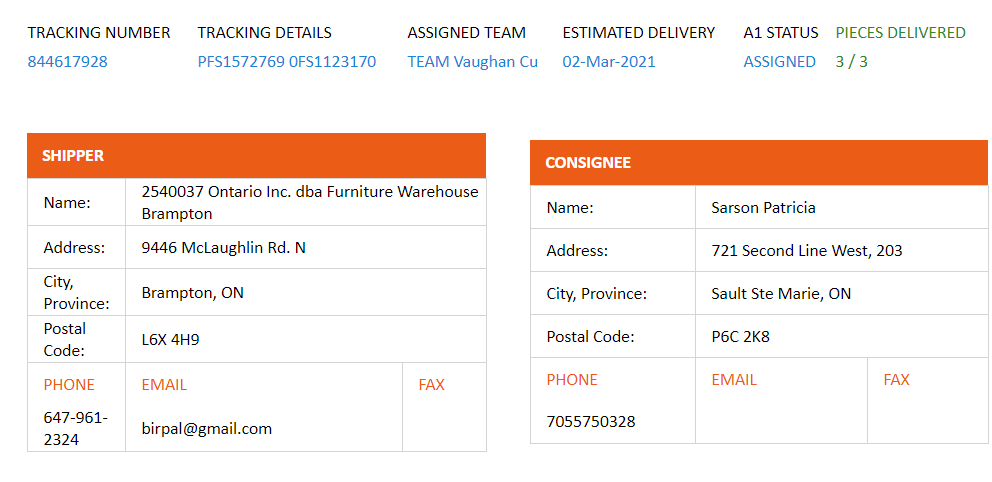 TRACKING NUMBER TRACKING DETAILS ASSIGNED TEAM ESTIMATED DELIVERY A1 STATUS PIECES DELIVERED
844617928 PFS1572769 0FS1123170 TEAM Vaughan Cu 02-Mar-2021 ASSIGNED 3 / 3
SHIPPER
Name: 2540037 Ontario Inc. dba Furniture Warehouse
Brampton
Address: 9446 McLaughlin Rd. N
City,
Province: Brampton, ON
Postal
Code: L6X 4H9
PHONE EMAIL FAX
647-961-
2324 birpal@gmail.com
CONSIGNEE
Name: Sarson Patricia
Address: 721 Second Line West, 203
City, Province: Sault Ste Marie, ON
Postal Code: P6C 2K8
PHONE EMAIL FAX
7055750328